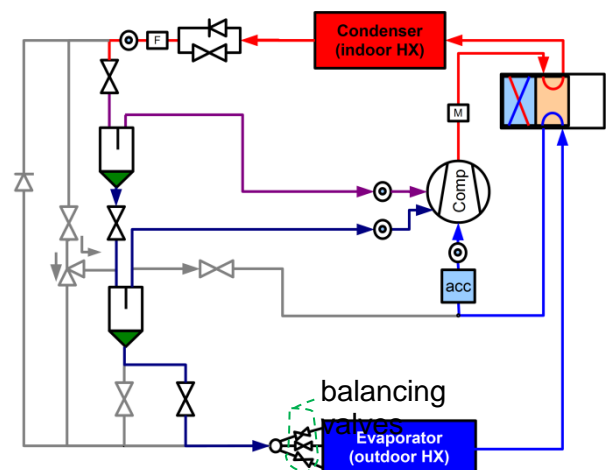 Condenser
(indoor HX)
F
M
Comp
acc
balancing
valves
Evaporator
(outdoor HX)